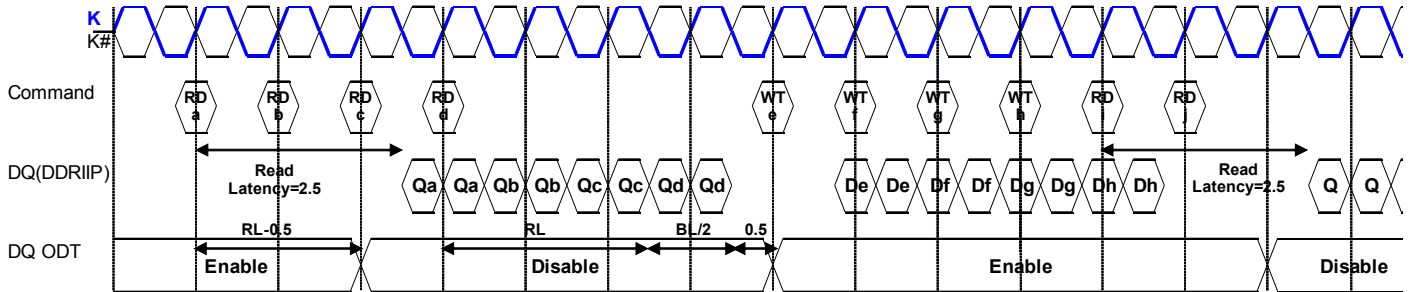 K
K#
Command
RD a RD b RD c RD d WT e WT f WT g WT h RD i RD j
Read Latency=2.5
Read Latency=2.5
DQ(DDRIIP)
Qa Qa Qb Qb Qc Qc Qd Qd De De Df Df Dg Dg Dh Dh Q Q
RL-0.5 RL BL/2 0.5
DQ ODT
Enable Disable Enable Disable